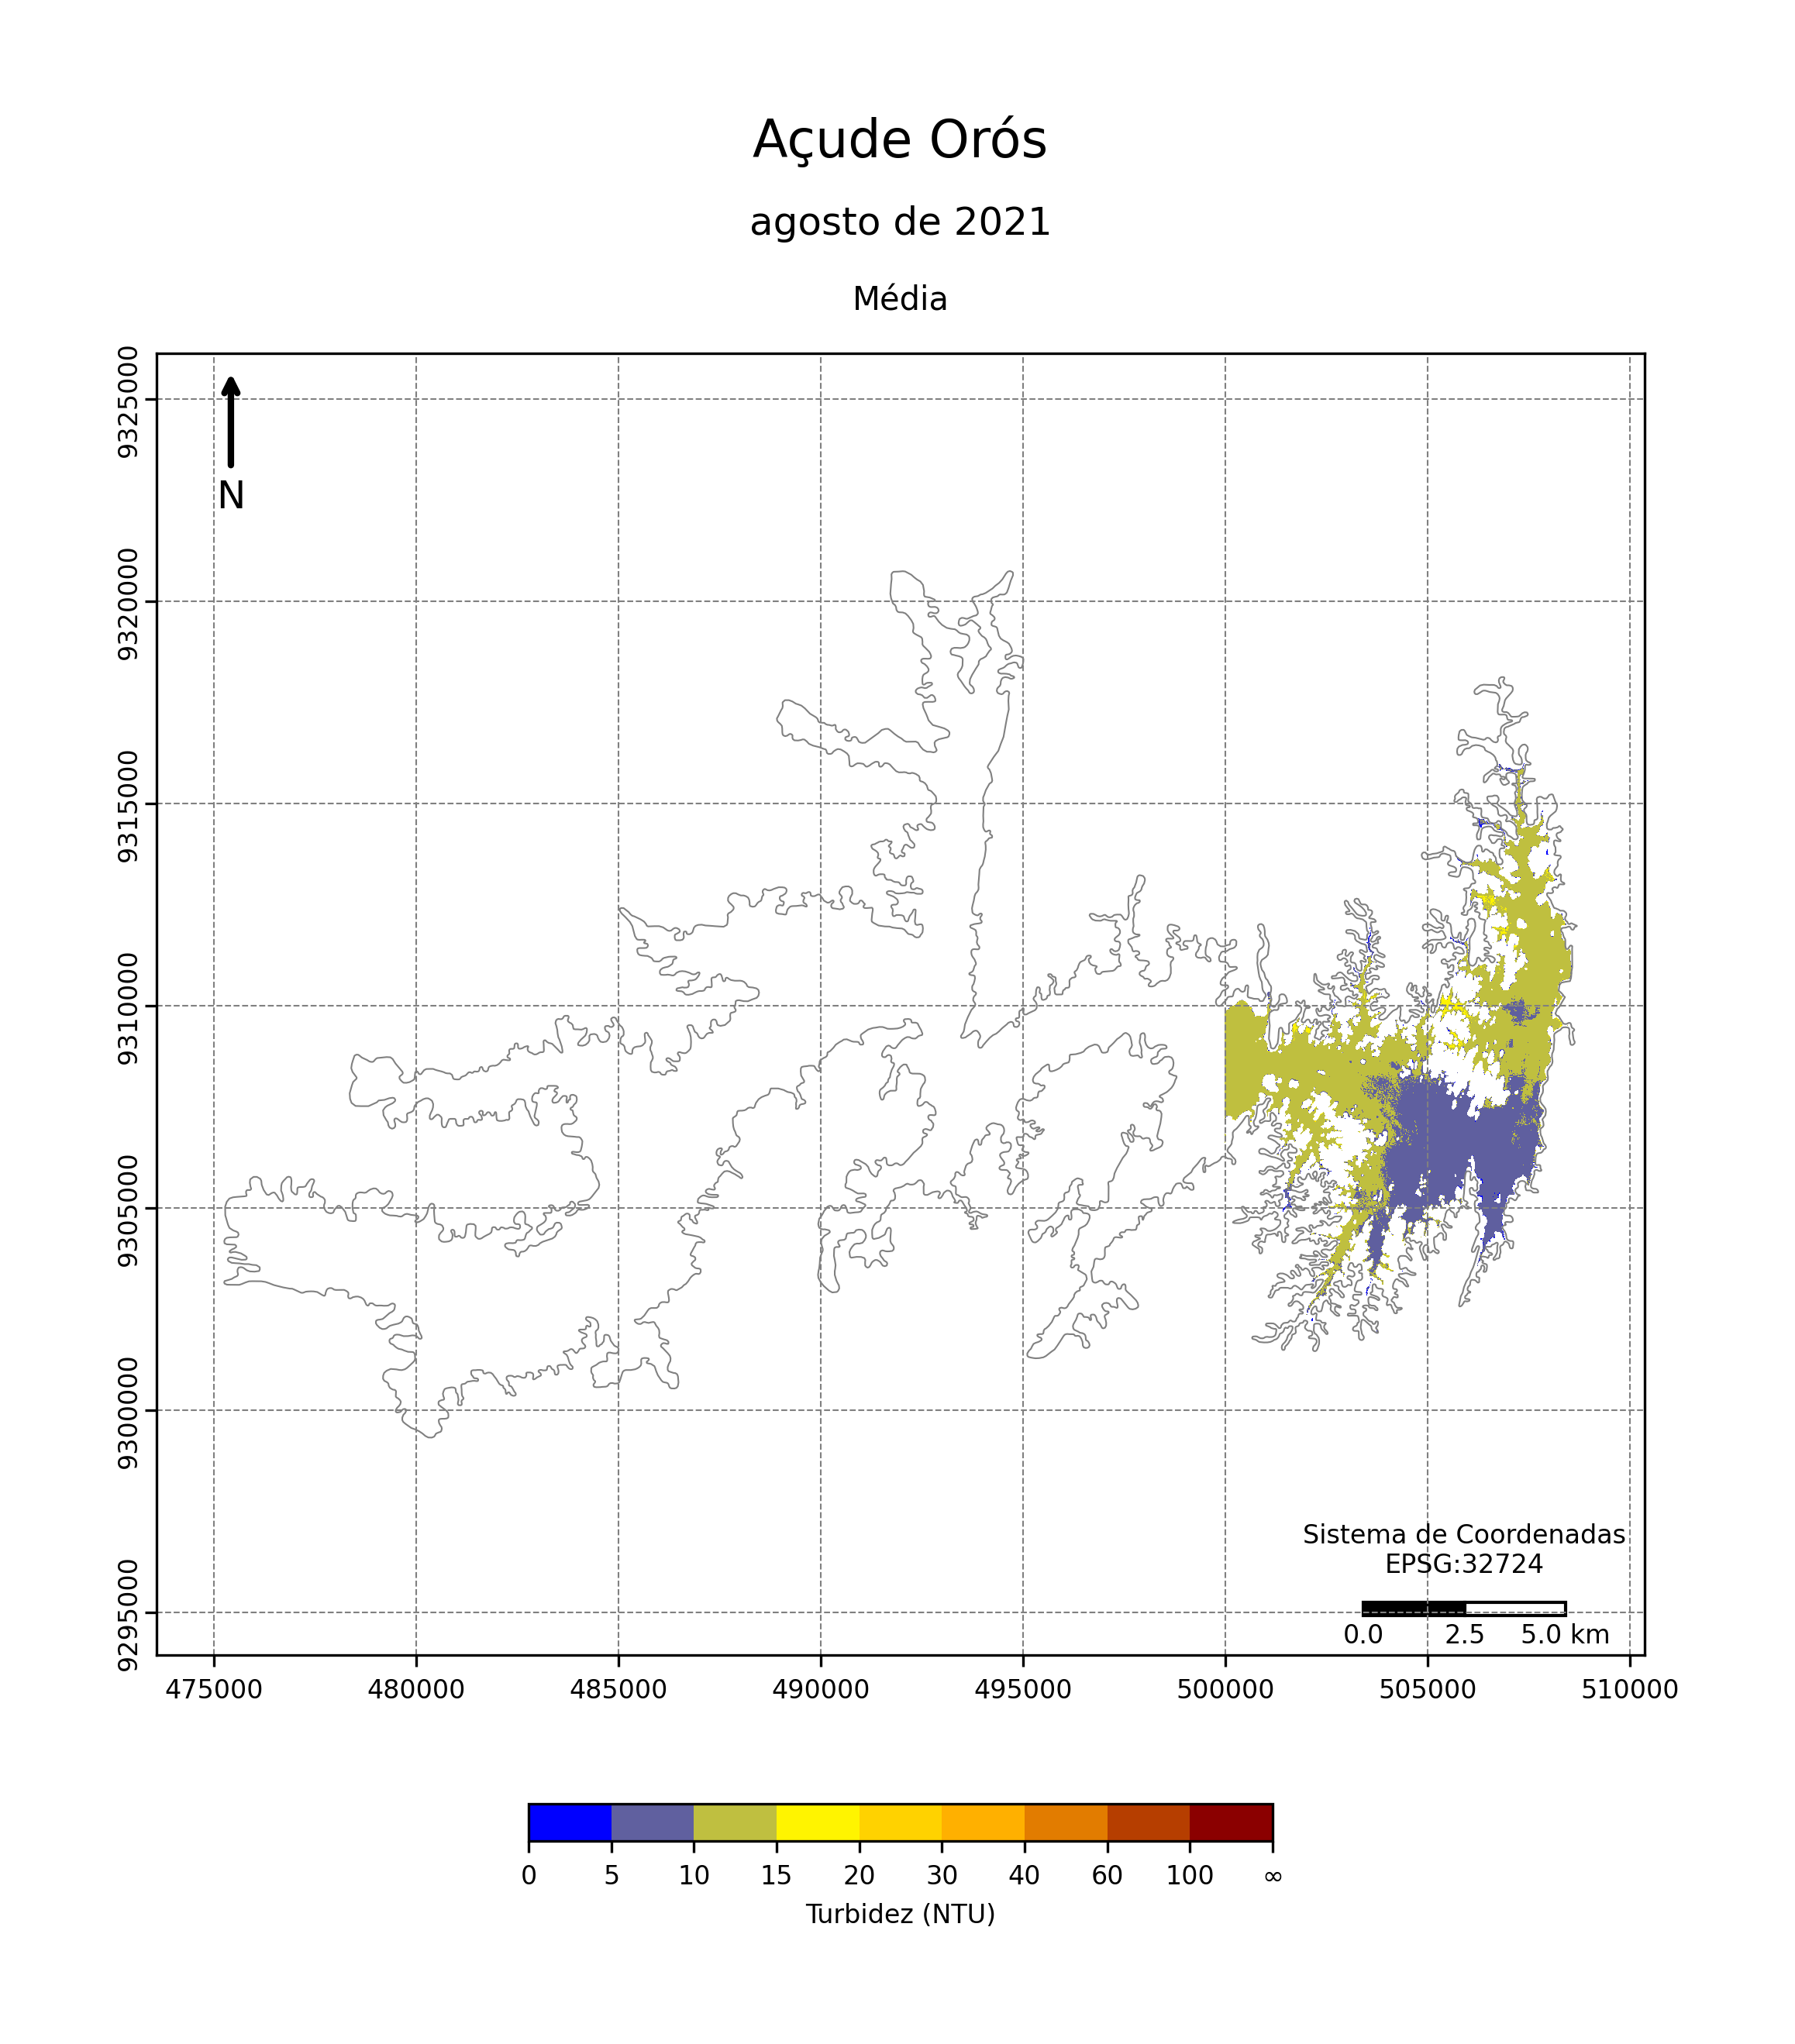 Açude Orós
agosto de 2021
Média
N
9325000
9320000
9315000
9310000
9305000
9300000
9295000
Sistema de Coordenadas
EPSG:32724
0.0 2.5 5.0 km
475000 480000 485000 490000 495000 500000 505000 510000
0 5 10 15 20 30 40 60 100 ∞
Turbidez (NTU)